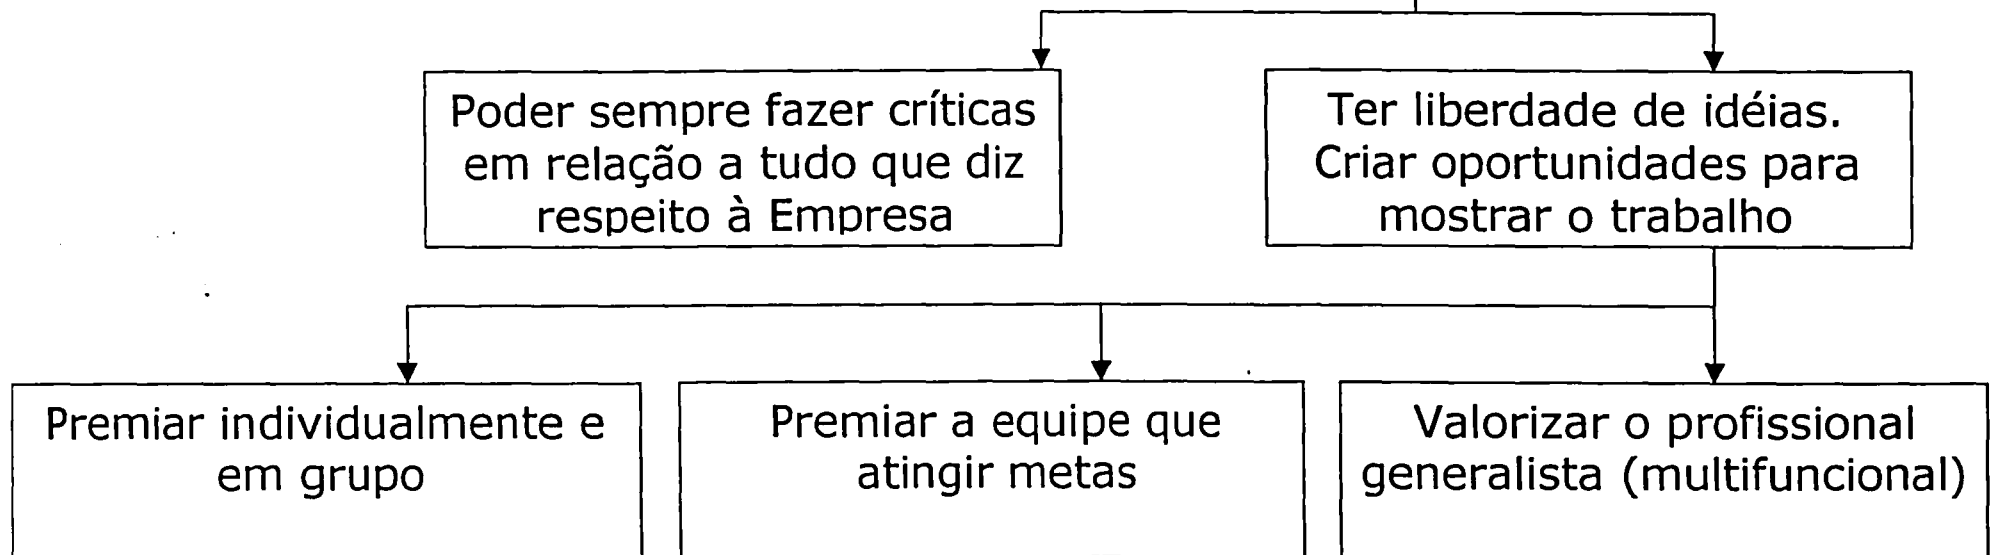 Poder sempre fazer críticas
em relação a tudo que diz
respeito à Empresa
Ter liberdade de idéias.
Criar oportunidades para
mostrar o trabalho
Premiar individualmente e
em grupo
Premiar a equipe que
atingir metas
Valorizar o profissional
generalista (multifuncional)